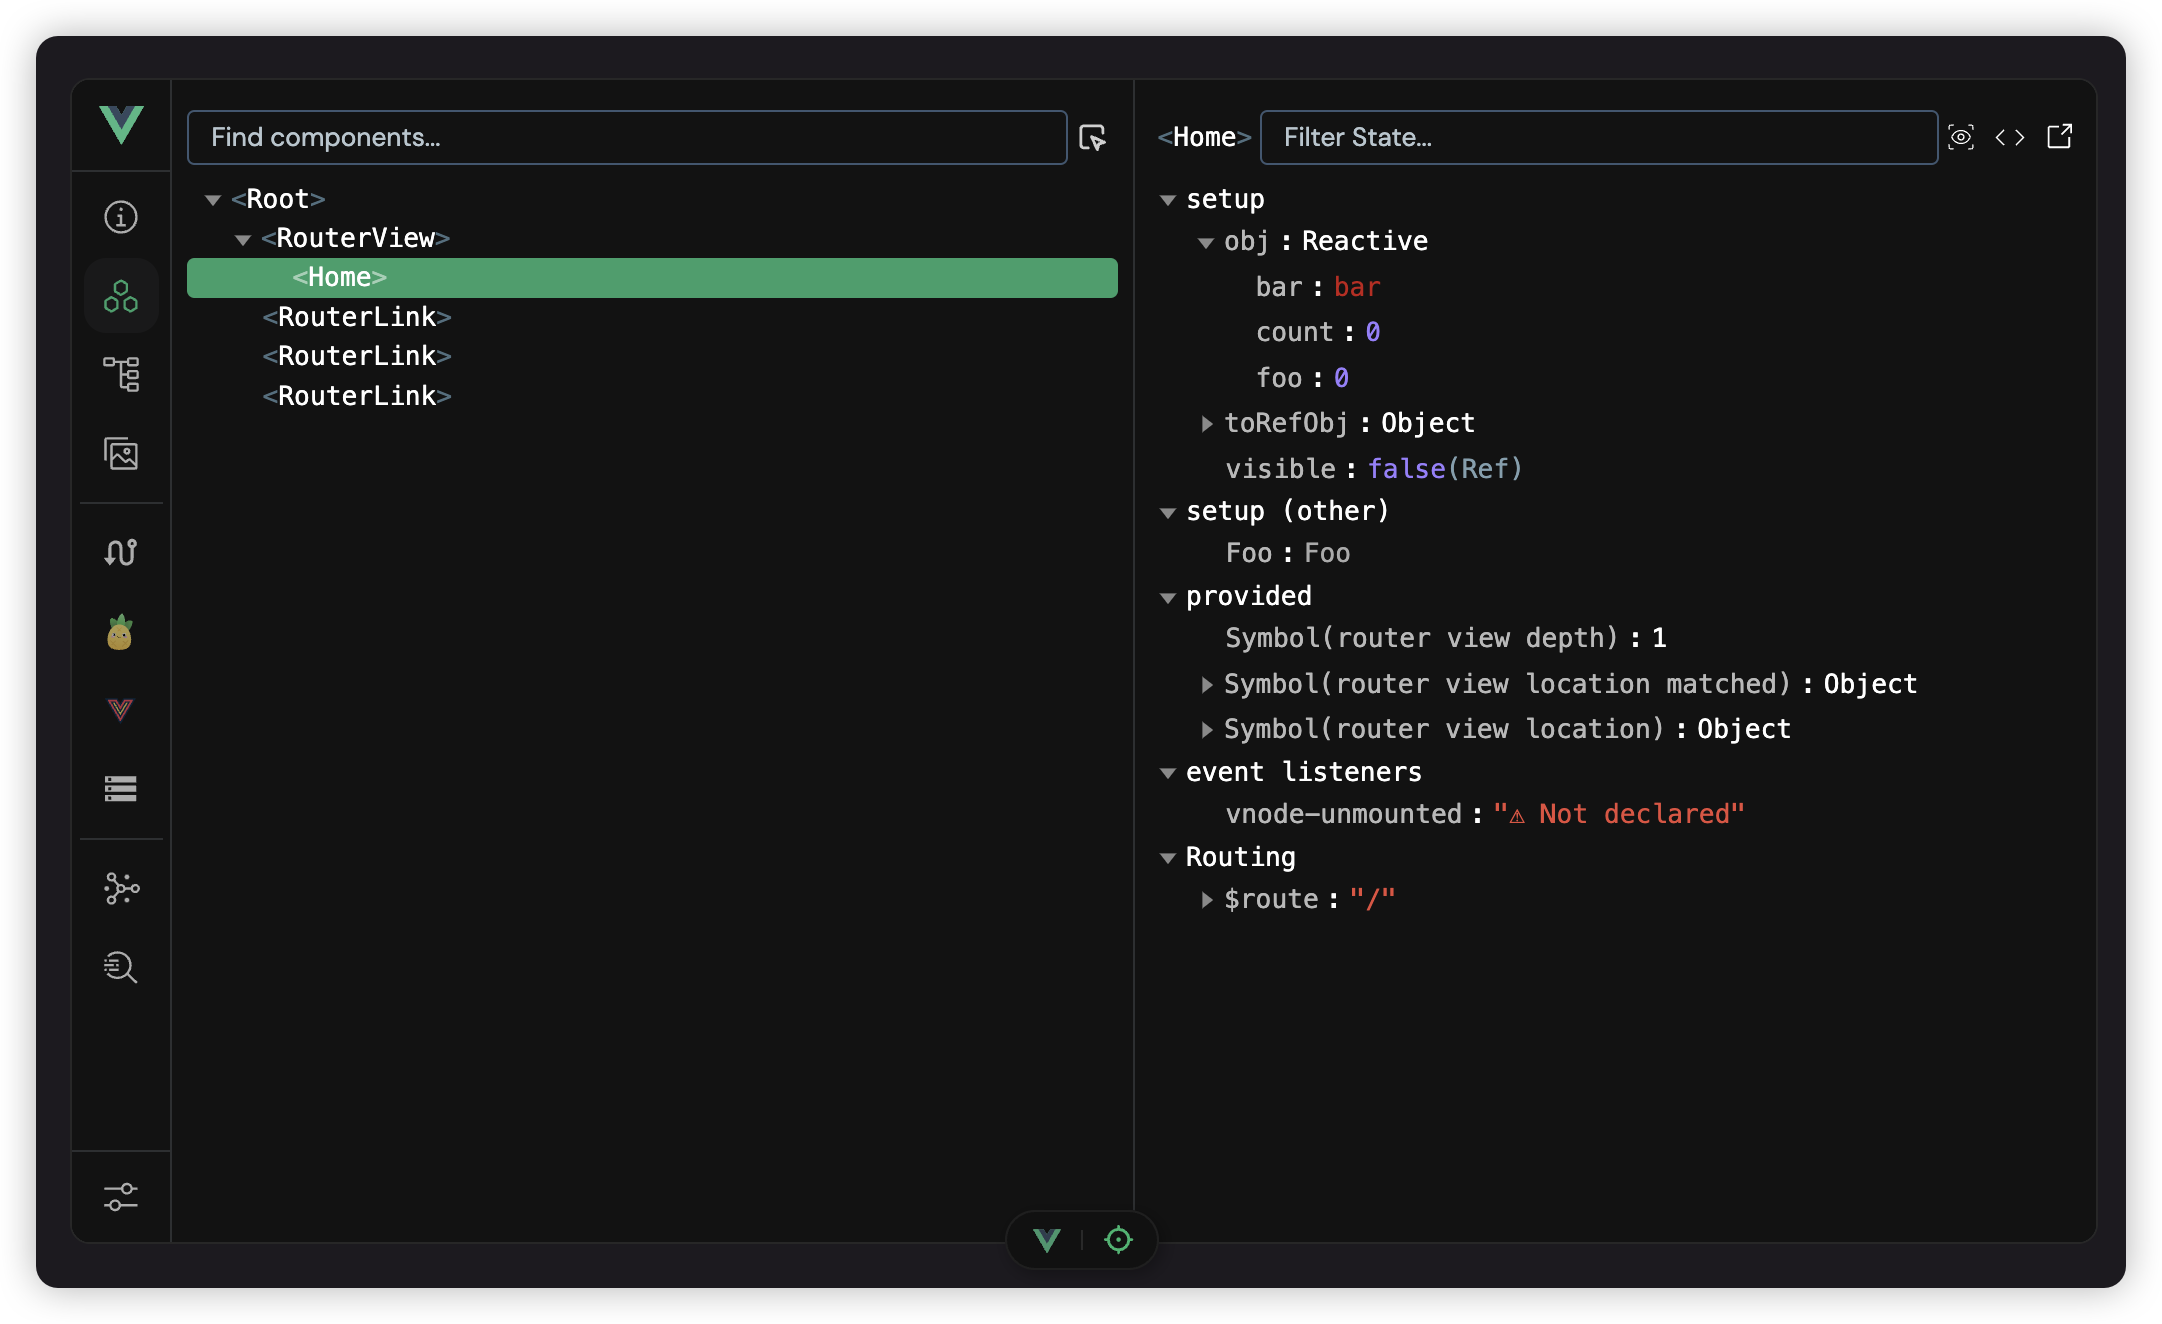 Find components...
<Root>
<RouterView>
<Home>
<RouterLink>
<RouterLink>
<RouterLink>
<Home>
Filter State...
setup
obj : Reactive
bar : bar
count : 0
foo : 0
toRefObj : Object
visible : false(Ref)
setup (other)
Foo : Foo
provided
Symbol(router view depth) : 1
Symbol(router view location matched) : Object
Symbol(router view location) : Object
event listeners
vnode-unmounted : "⚠ Not declared"
Routing
$route : "/"